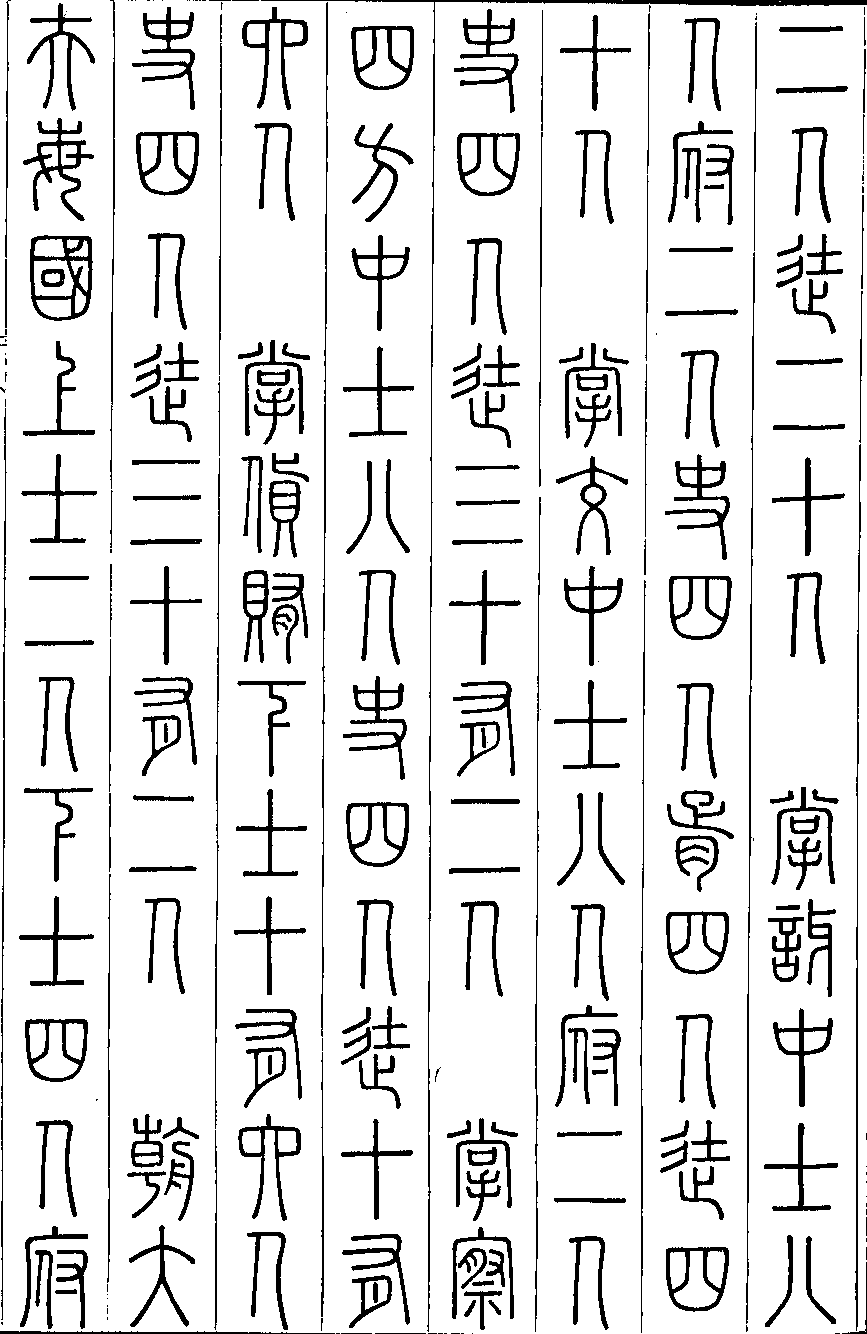 二人徒二十人　掌訝中士八
人府二人史四人胥四人徒四
十人　掌交中士八人府二人
史四人徒三十有二人　掌察
四方中士八人史四人徒十有
六人　掌貨賄下士十有六人
史四人徒三十有二人　朝大
夫每國上士二人下士四人府